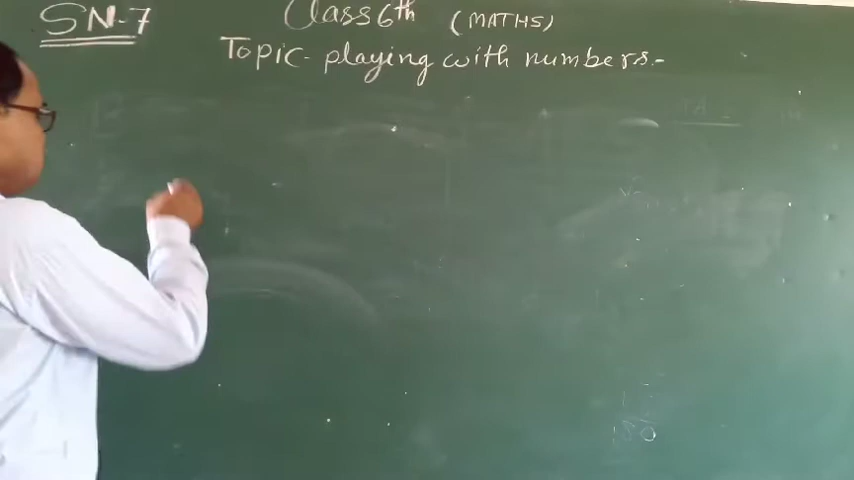 SN-7
Class 6th (MATHS)
Topic - playing with numbers.-